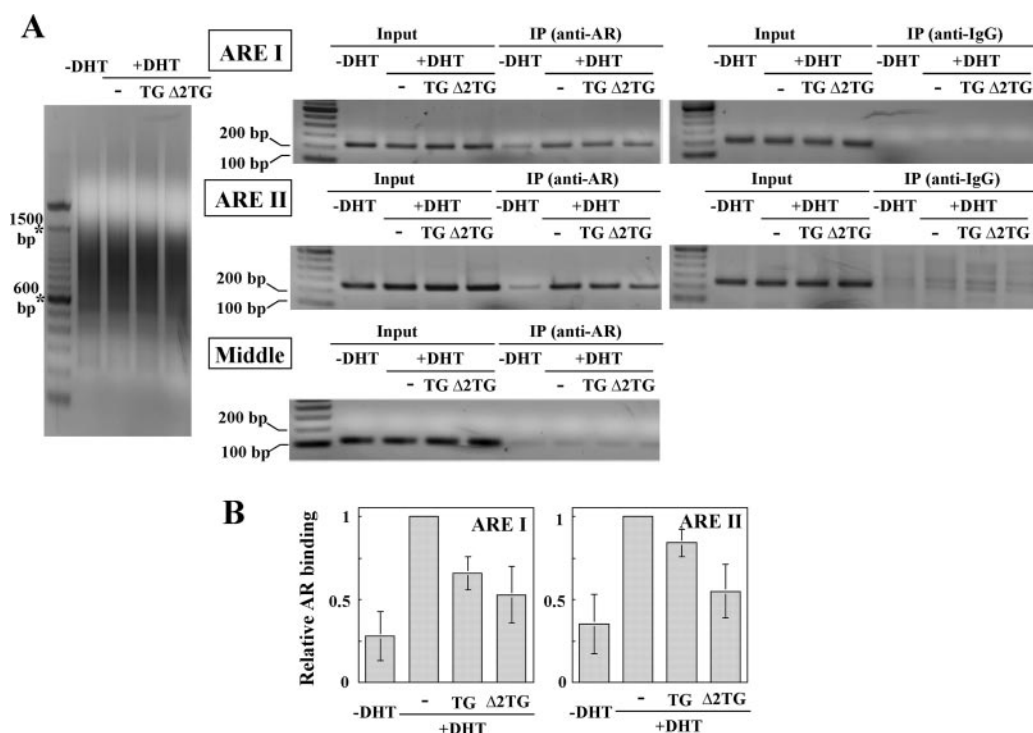 A
-DHT +DHT
- TG Δ2TG
1500
bp
*
600
bp
*
ARE I
Input IP (anti-AR) IP (anti-IgG)
-DHT +DHT -DHT +DHT -DHT +DHT -DHT +DHT
- TG Δ2TG - TG Δ2TG - TG Δ2TG - TG Δ2TG
200 bp
100 bp
ARE II
Input IP (anti-AR) Input IP (anti-IgG)
-DHT +DHT -DHT +DHT -DHT +DHT -DHT +DHT
- TG Δ2TG - TG Δ2TG - TG Δ2TG - TG Δ2TG
200 bp
100 bp
Middle
Input IP (anti-AR)
-DHT +DHT -DHT +DHT
- TG Δ2TG - TG Δ2TG
200 bp
100 bp
B
Relative AR binding
1
0.5
0
ARE I
-DHT - TG Δ2TG
+DHT
1
0.5
0
ARE II
-DHT - TG Δ2TG
+DHT